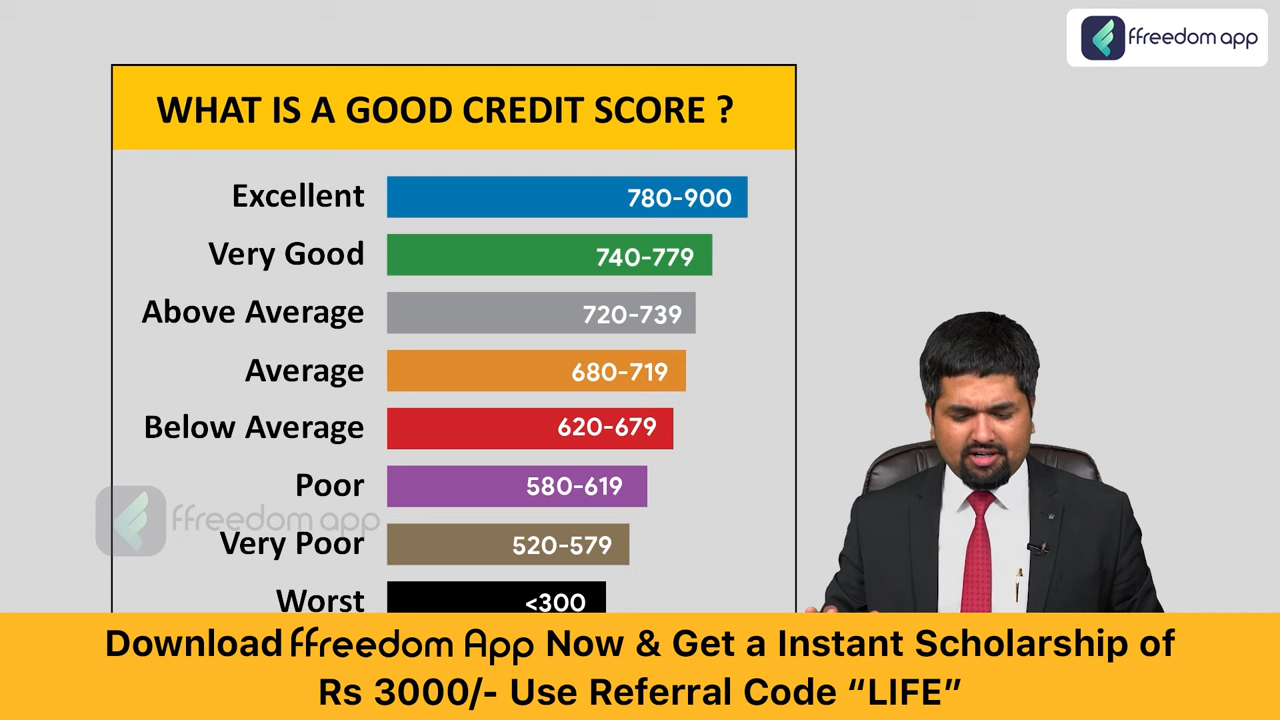 ffreedom app
WHAT IS A GOOD CREDIT SCORE ?
Excellent 780-900
Very Good 740-779
Above Average 720-739
Average 680-719
Below Average 620-679
Poor 580-619
ffreedom app
Very Poor 520-579
Worst <300
Download ffreedom App Now & Get a Instant Scholarship of
Rs 3000/- Use Referral Code “LIFE”